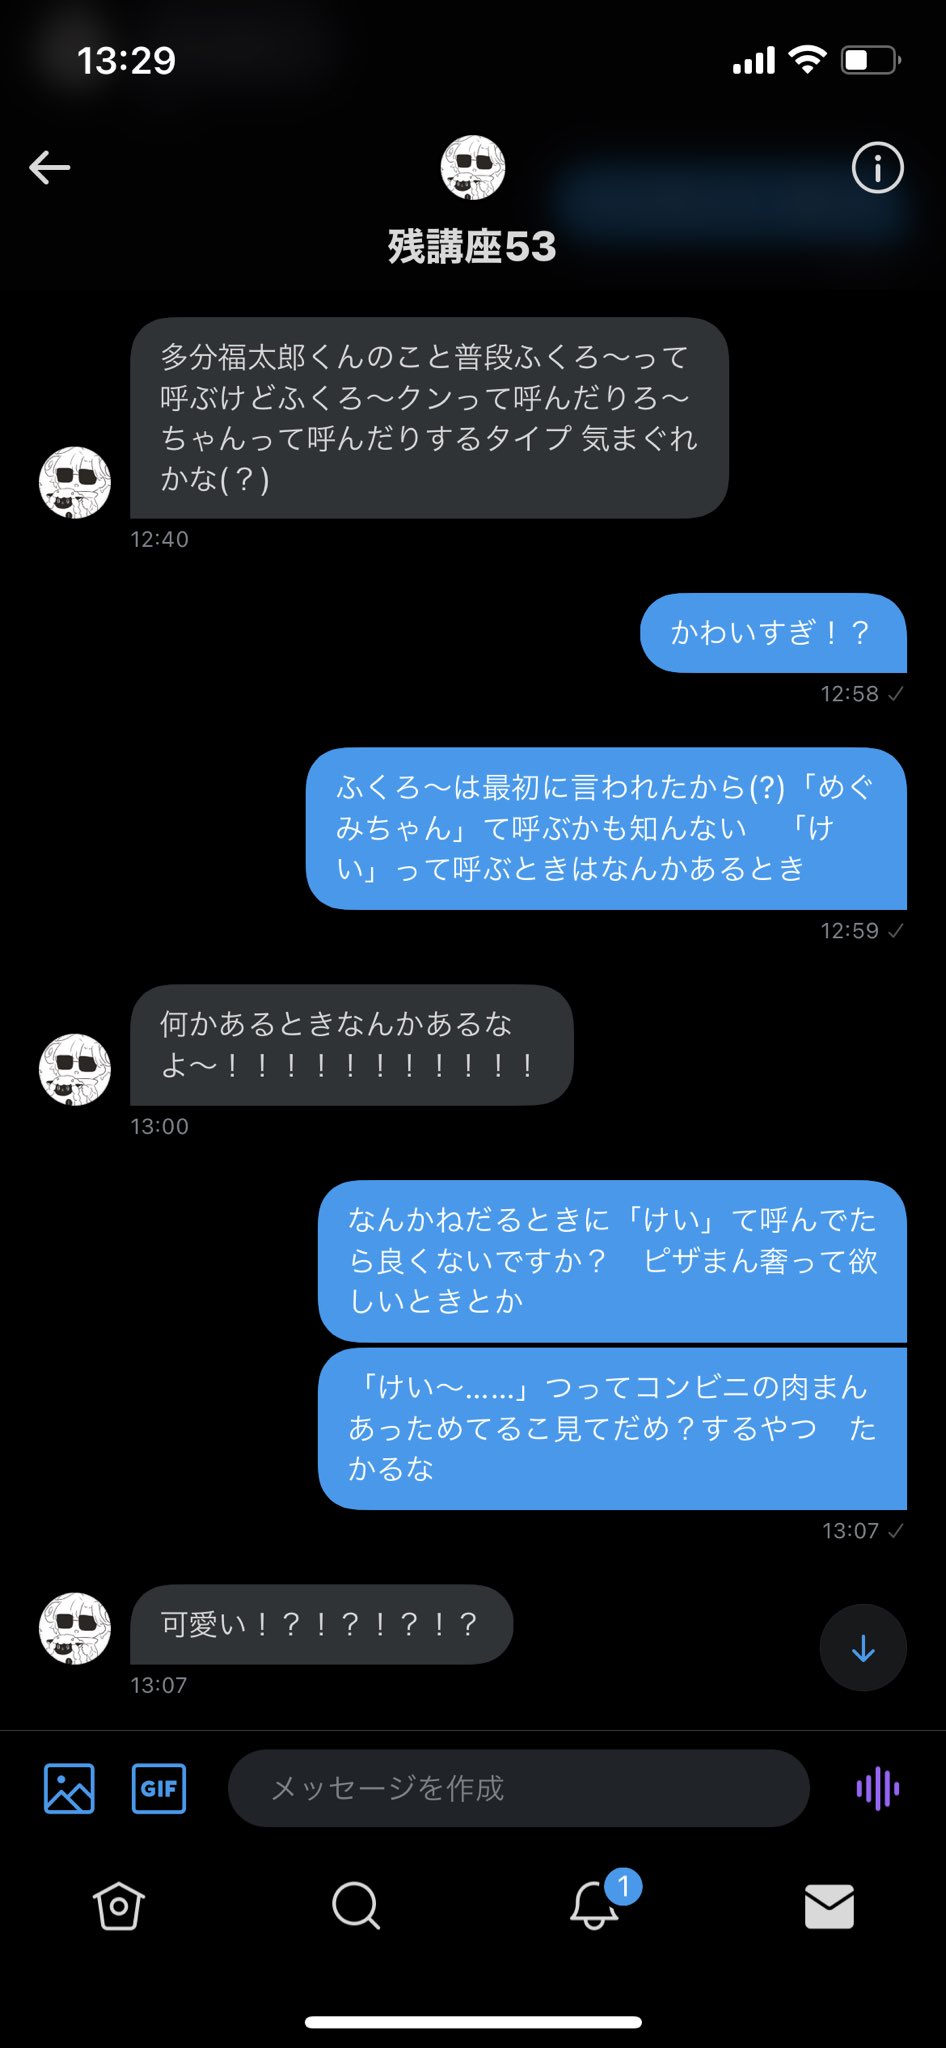 13:29
残講座53
多分福太郎くんのこと普段ふくろ〜って
呼ぶけどふくろ〜クンって呼んだりろ〜
ちゃんって呼んだりするタイプ 気まぐれ
かな(？)
12:40
かわいすぎ！？
12:58
ふくろ〜は最初に言われたから(?)「めぐ
みちゃん」て呼ぶかも知んない　「け
い」って呼ぶときはなんかあるとき
12:59
何かあるときなんかあるな
よ〜！！！！！！！！！！！
13:00
なんかねだるときに「けい」て呼んでた
ら良くないですか？　ピザまん奢って欲
しいときとか
「けい〜……」つってコンビニの肉まん
あっためてるこ見てだめ？するやつ　た
かるな
13:07
可愛い！？！？！？！？
13:07
GIF
メッセージを作成
1